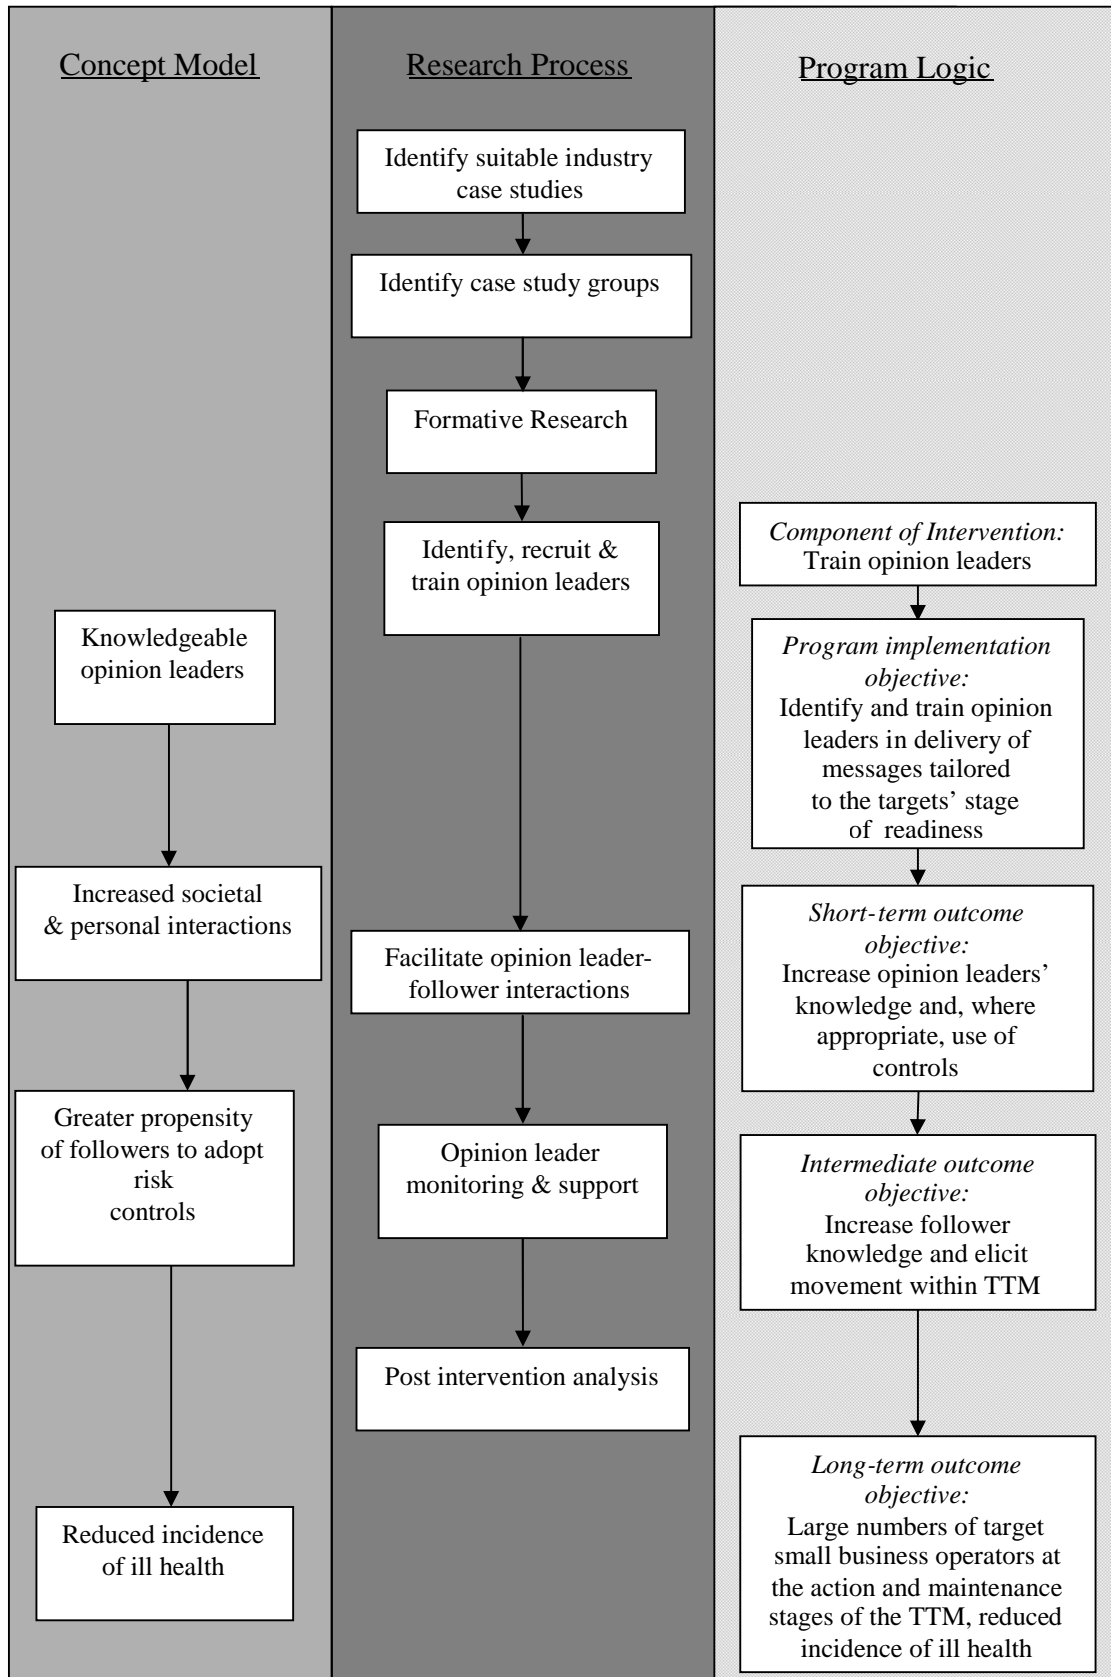 Concept Model
Knowledgeable
opinion leaders
Increased societal
& personal interactions
Greater propensity
of followers to adopt
risk
controls
Reduced incidence
of ill health
Research Process
Identify suitable industry
case studies
Identify case study groups
Formative Research
Identify, recruit &
train opinion leaders
Facilitate opinion leader-
follower interactions
Opinion leader
monitoring & support
Post intervention analysis
Program Logic
Component of Intervention:
Train opinion leaders
Program implementation
objective:
Identify and train opinion
leaders in delivery of
messages tailored
to the targets’ stage
of readiness
Short-term outcome
objective:
Increase opinion leaders’
knowledge and, where
appropriate, use of
controls
Intermediate outcome
objective:
Increase follower
knowledge and elicit
movement within TTM
Long-term outcome
objective:
Large numbers of target
small business operators at
the action and maintenance
stages of the TTM, reduced
incidence of ill health